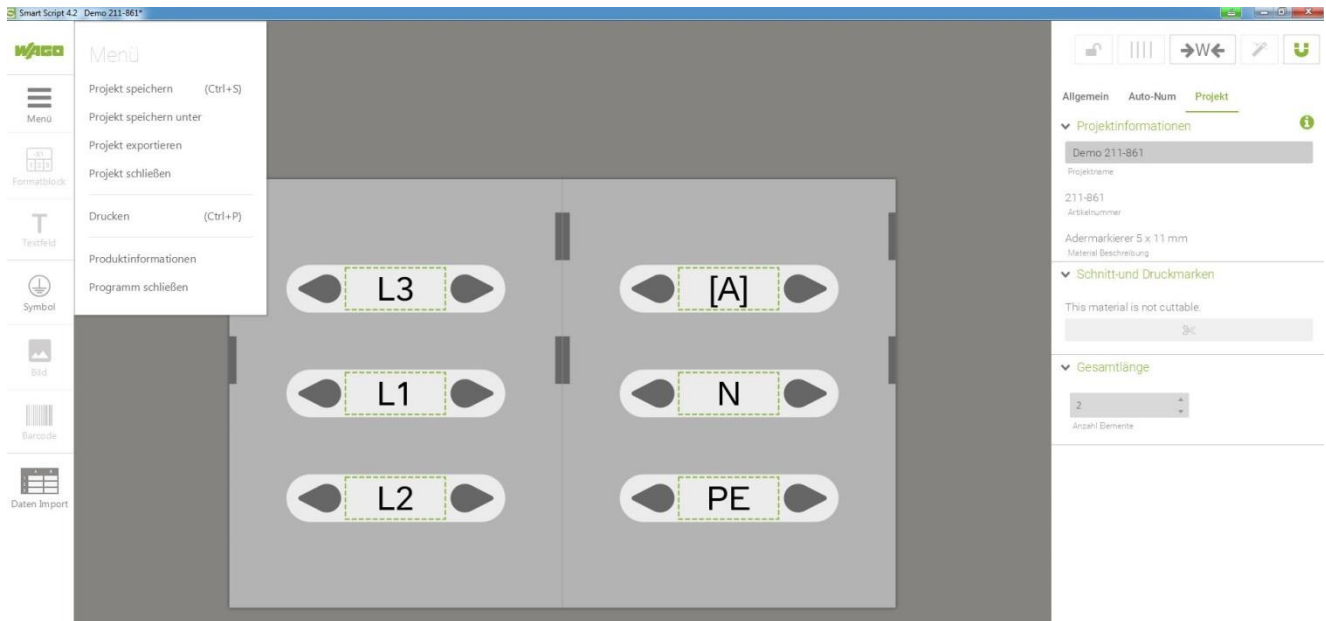 Smart Script 4.2 Demo 211-861*
WAGO
Menü
Formatblock
Textfeld
Symbol
Bild
Barcode
Daten Import
Menü
Projekt speichern (Ctrl+S)
Projekt speichern unter
Projekt exportieren
Projekt schließen
Drucken (Ctrl+P)
Produktinformationen
Programm schließen
L3
[A]
L1
N
L2
PE
W
Allgemein Auto-Num Projekt
Projektinformationen
Demo 211-861
Projektname
211-861
Artikelnummer
Adermarkierer 5 x 11 mm
Material Beschreibung
Schnitt-und Druckmarken
This material is not cuttable.
Gesamtlänge
2
Anzahl Elemente